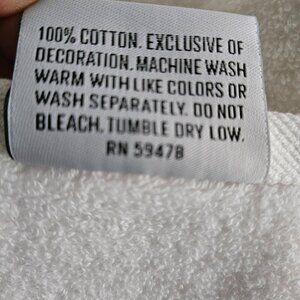 100% COTTON. EXCLUSIVE OF
DECORATION. MACHINE WASH
WARM WITH LIKE COLORS OR
WASH SEPARATELY. DO NOT
BLEACH. TUMBLE DRY LOW.
RN 59478